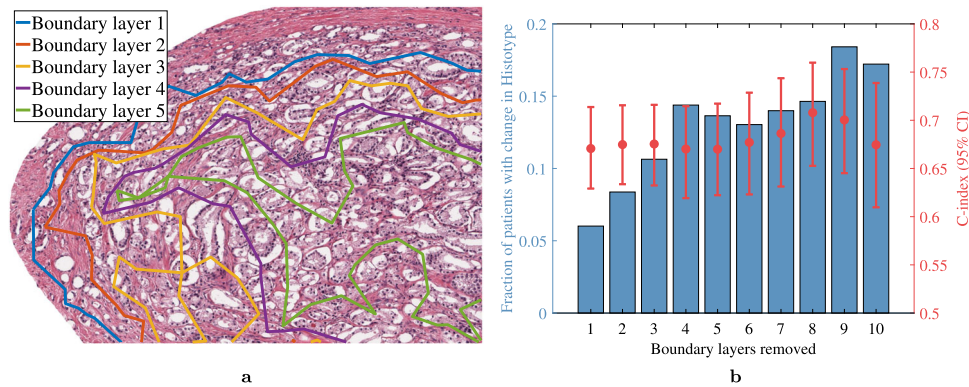 Boundary layer 1
Boundary layer 2
Boundary layer 3
Boundary layer 4
Boundary layer 5
a
Fraction of patients with change in Histotype
0.2
0.15
0.1
0.05
0
0.8
0.75
0.7
0.65
0.6
0.55
0.5
C-index (95% CI)
1 2 3 4 5 6 7 8 9 10
Boundary layers removed
b